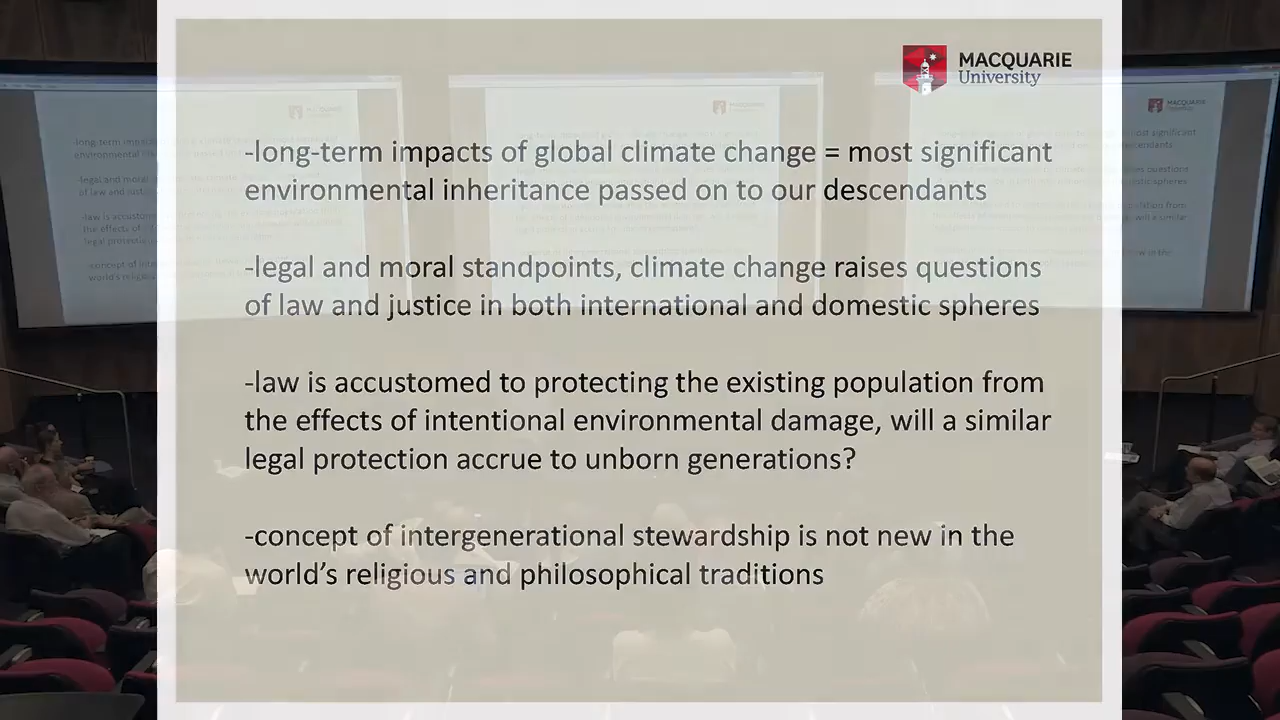 MACQUARIE
University
-long-term impacts of global climate change = most significant
environmental inheritance passed on to our descendants
-legal and moral standpoints, climate change raises questions
of law and justice in both international and domestic spheres
-law is accustomed to protecting the existing population from
the effects of intentional environmental damage, will a similar
legal protection accrue to unborn generations?
-concept of intergenerational stewardship is not new in the
world’s religious and philosophical traditions